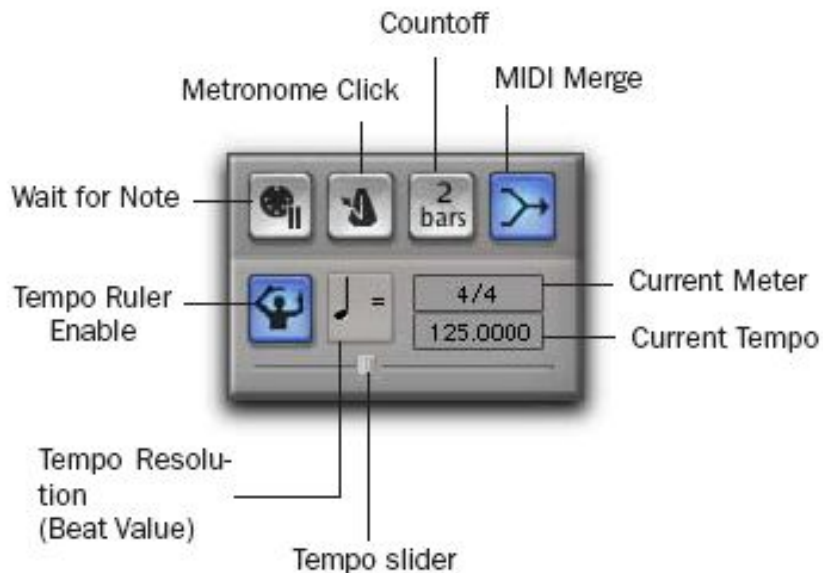 Countoff
Metronome Click
MIDI Merge
Wait for Note
2
bars
Tempo Ruler
Enable
=
4/4
125.0000
Current Meter
Current Tempo
Tempo Resolu-
tion
(Beat Value)
Tempo slider